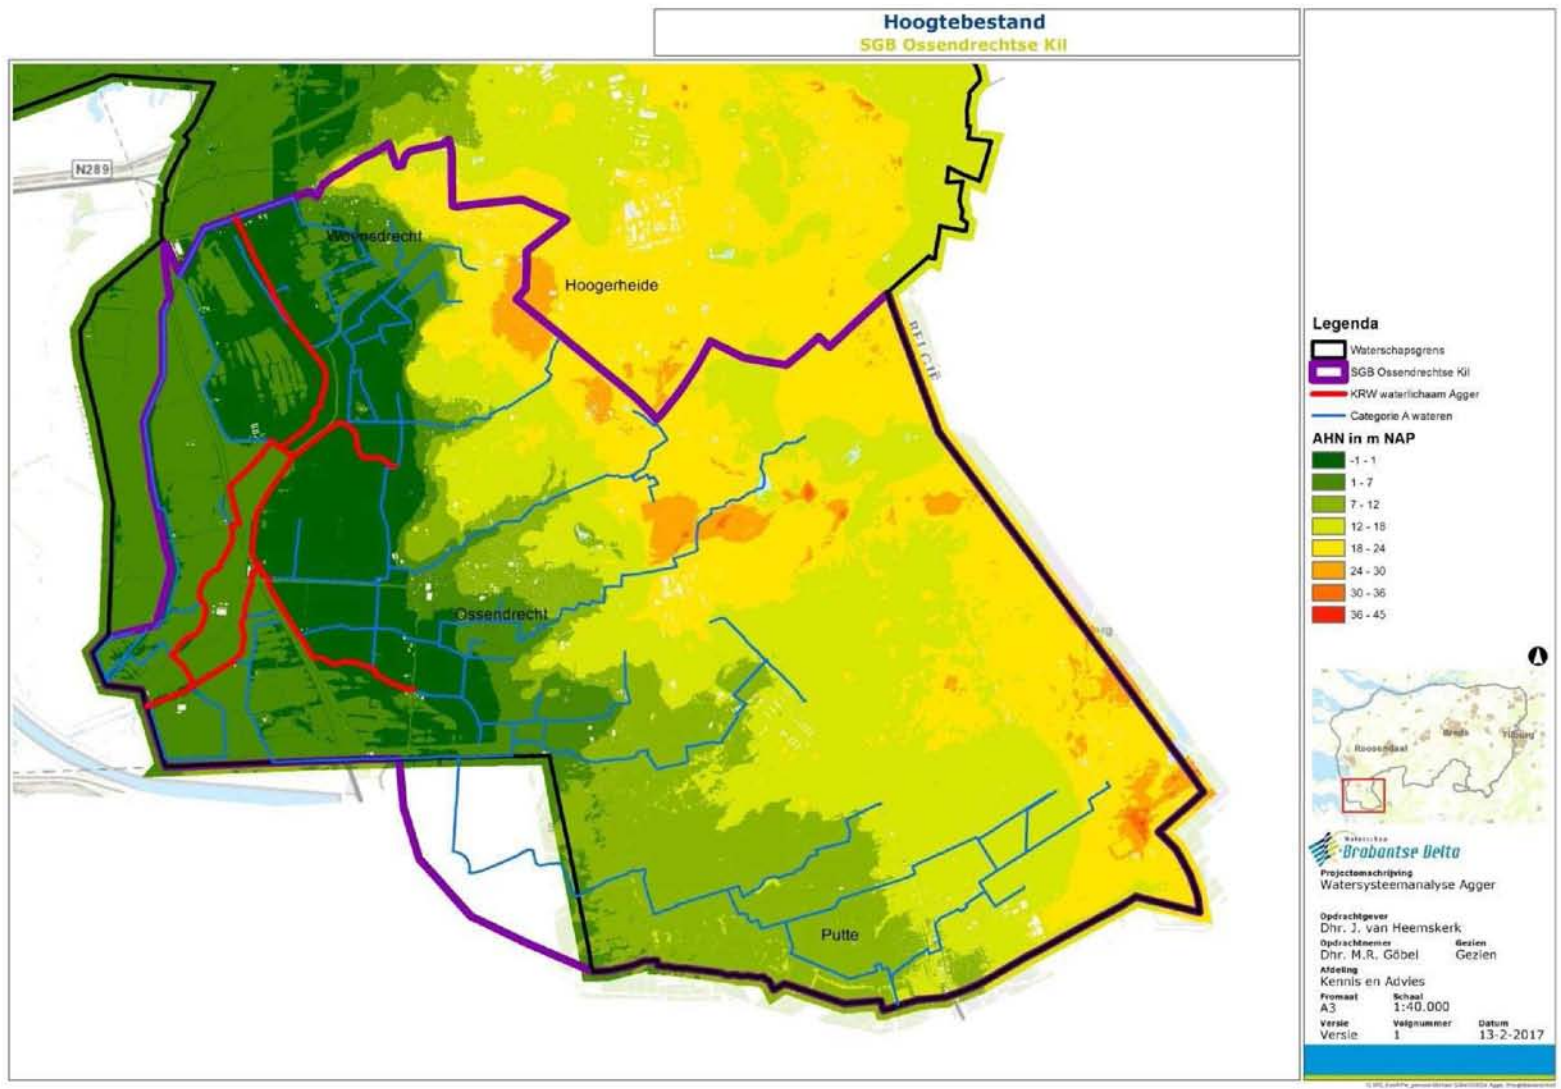 Hoogtebestand
SGB Ossendrechtse Kil
N289
Woensdrecht
Hoogerheide
BELGIË
Ossendrecht
Putte
Legenda
Waterschapsgrens
SGB Ossendrechtse Kil
KRW waterlichaam Agger
Categorie A wateren
AHN in m NAP
-1 - 1
1 - 7
7 - 12
12 - 18
18 - 24
24 - 30
30 - 36
36 - 45
Roosendaal
Breda
Tilburg
Waterschap
Brabantse Delta
Projectomschrijving
Watersysteemanalyse Agger
Opdrachtgever
Dhr. J. van Heemskerk
Opdrachtnemer Gezien
Dhr. M.R. Göbel Gezien
Afdeling
Kennis en Advies
Fromaat Schaal
A3 1:40.000
Versie Volgnummer Datum
Versie 1 13-2-2017